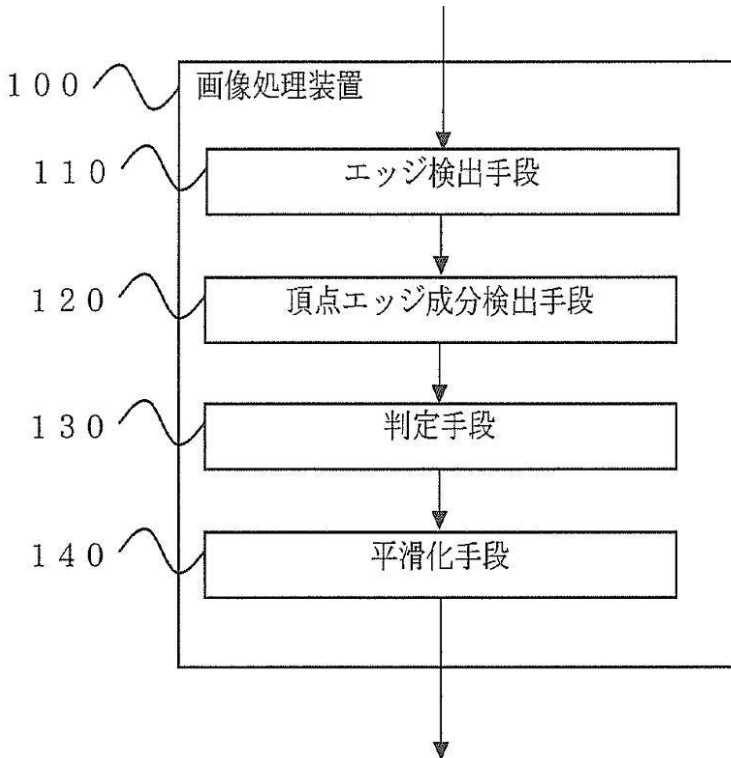 １００ 画像処理装置
１１０ エッジ検出手段
１２０ 頂点エッジ成分検出手段
１３０ 判定手段
１４０ 平滑化手段